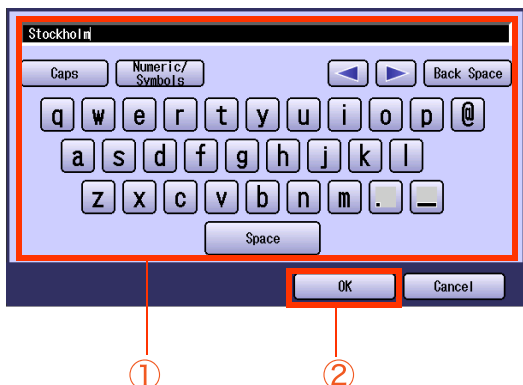 Stockholm
Caps Numeric/ Back Space
Symbols
q w e r t y u i o p @
a s d f g h j k l
z x c v b n m . _
Space
OK Cancel
① ②